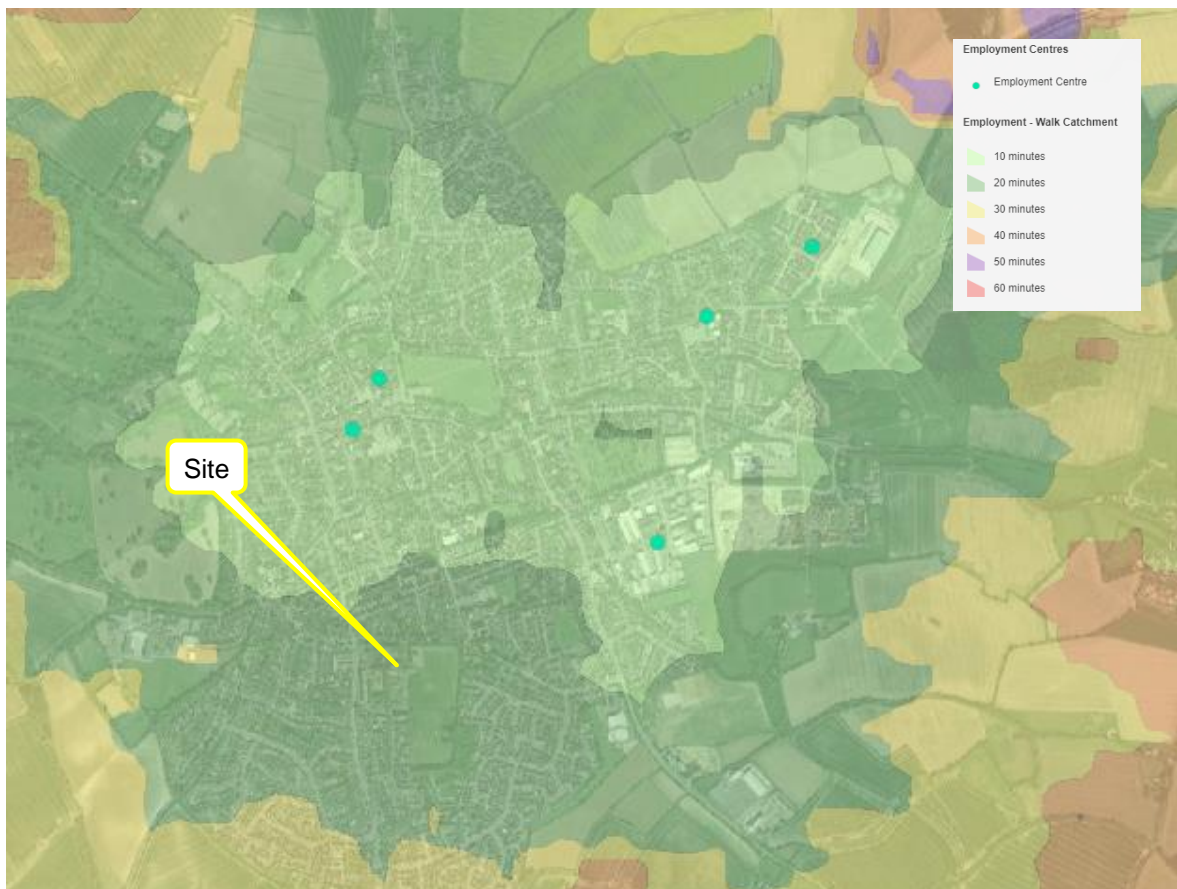 Employment Centres
Employment Centre
Employment - Walk Catchment
10 minutes
20 minutes
30 minutes
40 minutes
50 minutes
60 minutes
Site